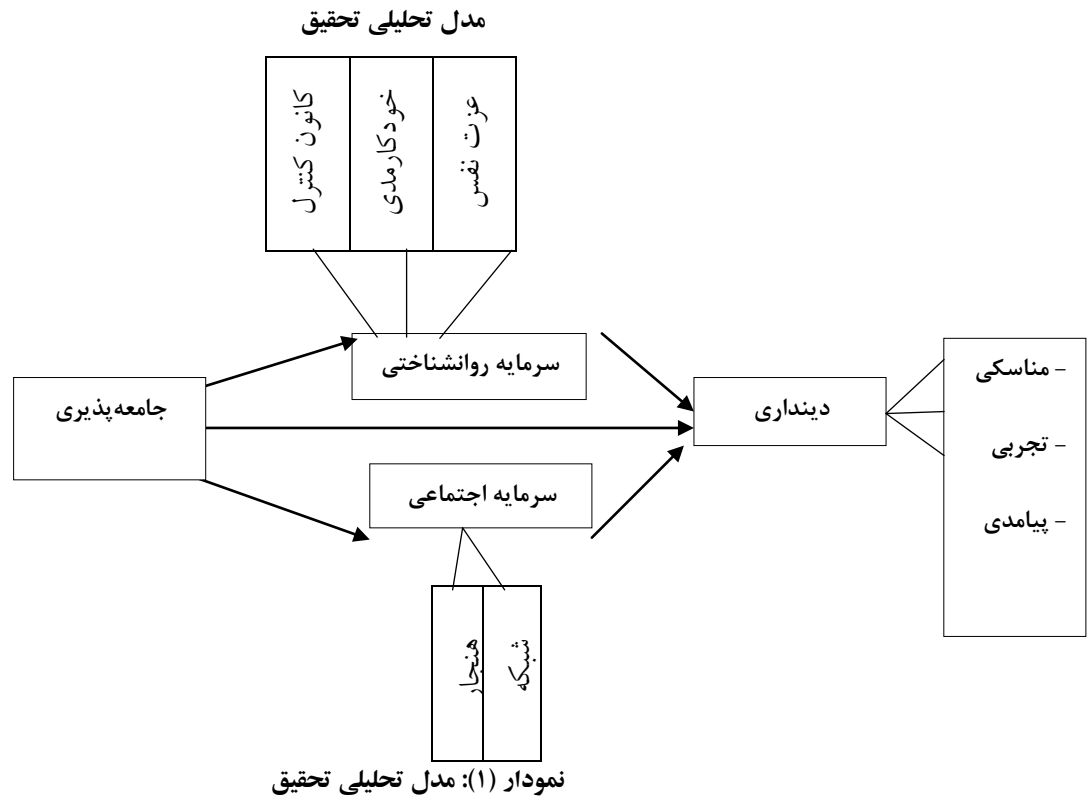 مدل تحلیلی تحقیق
عزت نفس
خودکارمدی
کانون کنترل
سرمایه روانشناختی
جامعه‌پذیری
دینداری
- مناسکی
- تجربی
- پیامدی
سرمایه اجتماعی
شبکه
هنجار
نمودار (۱): مدل تحلیلی تحقیق